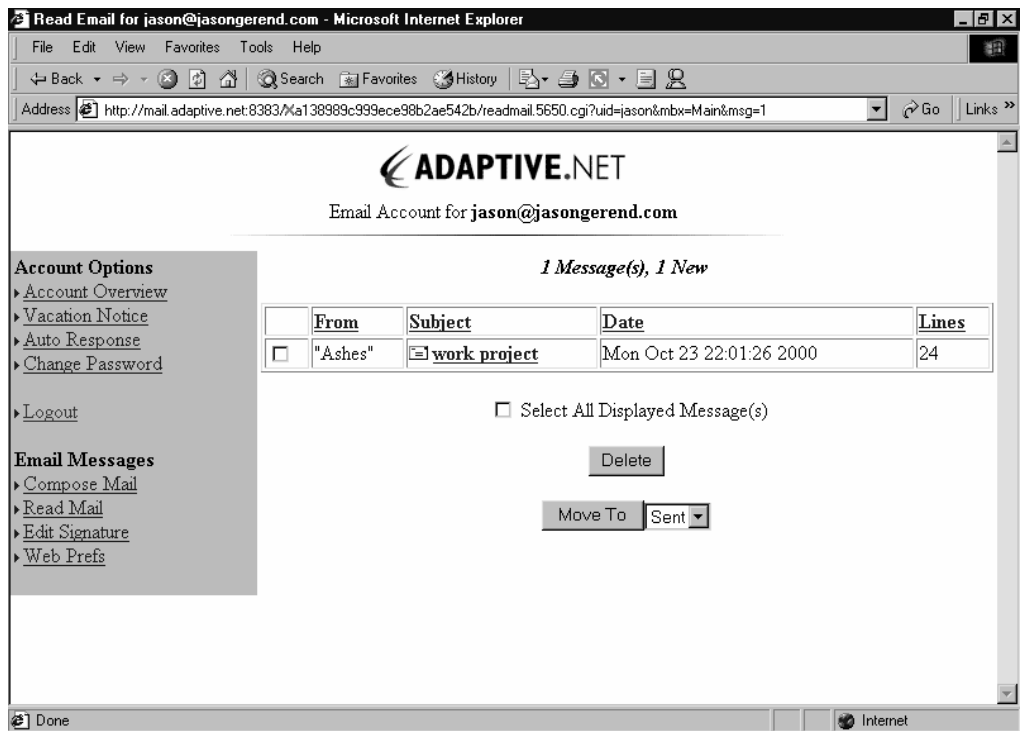 Read Email for jason@jasongerend.com - Microsoft Internet Explorer
File Edit View Favorites Tools Help
Back Search Favorites History
Address http://mail.adaptive.net:8383/Xa138989c999ece98b2ae542b/readmail.5650.cgi?uid=jason&mbx=Main&msg=1 Go Links »
ADAPTIVE.NET
Email Account for jason@jasongerend.com
1 Message(s), 1 New
Account Options
Account Overview
Vacation Notice
Auto Response
Change Password
Logout
Email Messages
Compose Mail
Read Mail
Edit Signature
Web Prefs
From Subject Date Lines
"Ashes" work project Mon Oct 23 22:01:26 2000 24
Select All Displayed Message(s)
Delete
Move To Sent
Done Internet